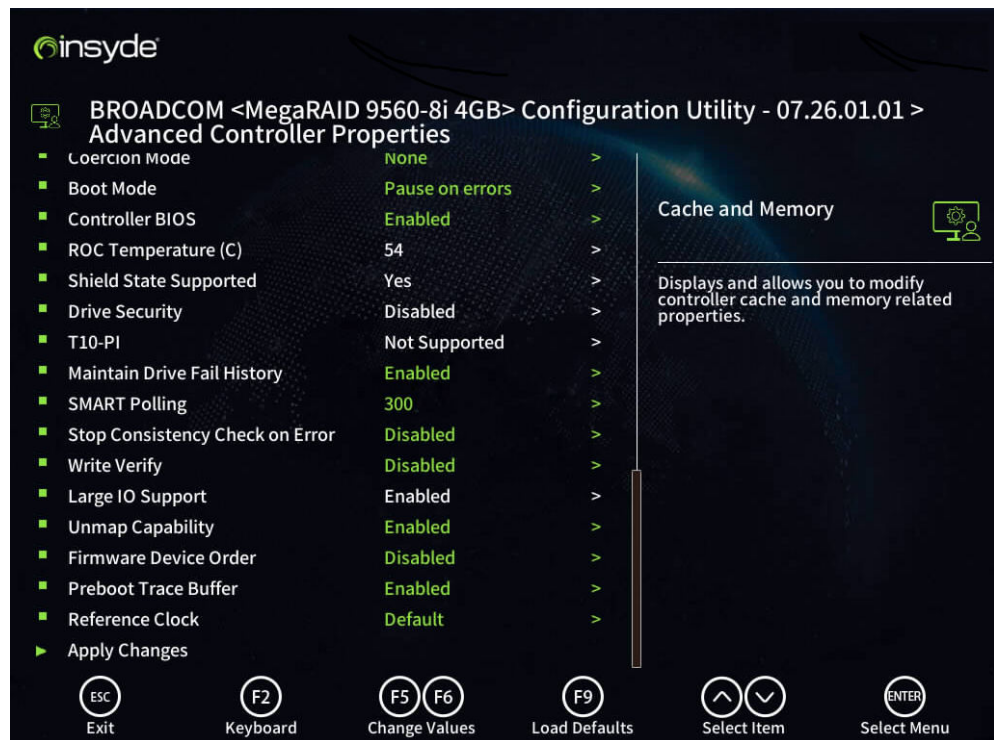 insyde
BROADCOM <MegaRAID 9560-8i 4GB> Configuration Utility - 07.26.01.01 >
Advanced Controller Properties
Coercion Mode None >
Boot Mode Pause on errors >
Controller BIOS Enabled >
ROC Temperature (C) 54 >
Shield State Supported Yes >
Drive Security Disabled >
T10-PI Not Supported >
Maintain Drive Fail History Enabled >
SMART Polling 300 >
Stop Consistency Check on Error Disabled >
Write Verify Disabled >
Large IO Support Enabled >
Unmap Capability Enabled >
Firmware Device Order Disabled >
Preboot Trace Buffer Enabled >
Reference Clock Default >
Apply Changes
Cache and Memory
Displays and allows you to modify
controller cache and memory related
properties.
ESC F2 F5 F6 F9 ENTER
Exit Keyboard Change Values Load Defaults Select Item Select Menu